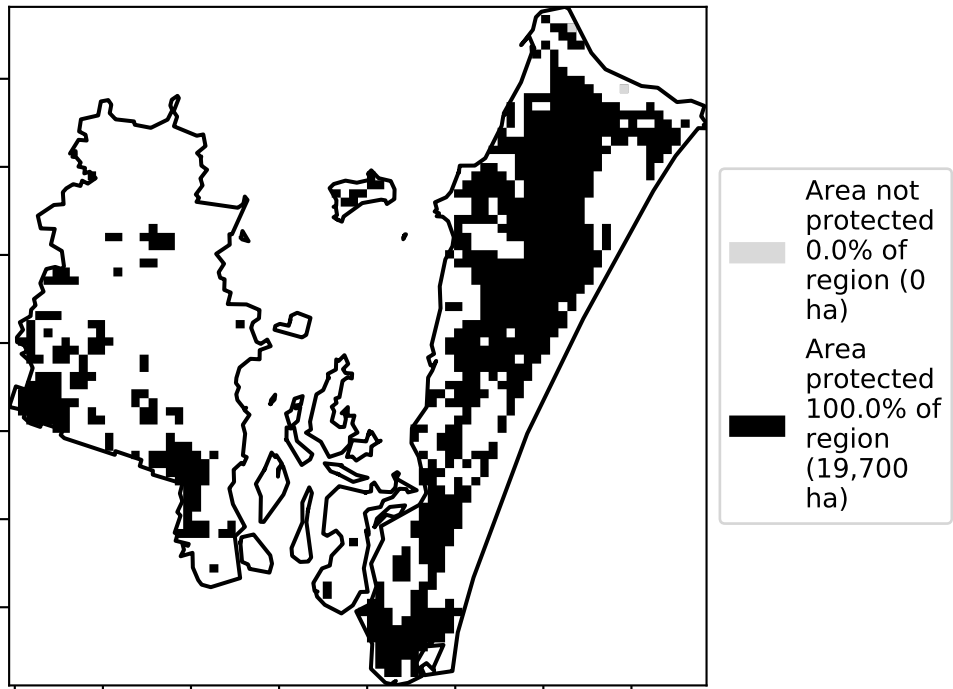 Area not
protected
0.0% of
region (0
ha)
Area
protected
100.0% of
region
(19,700
ha)